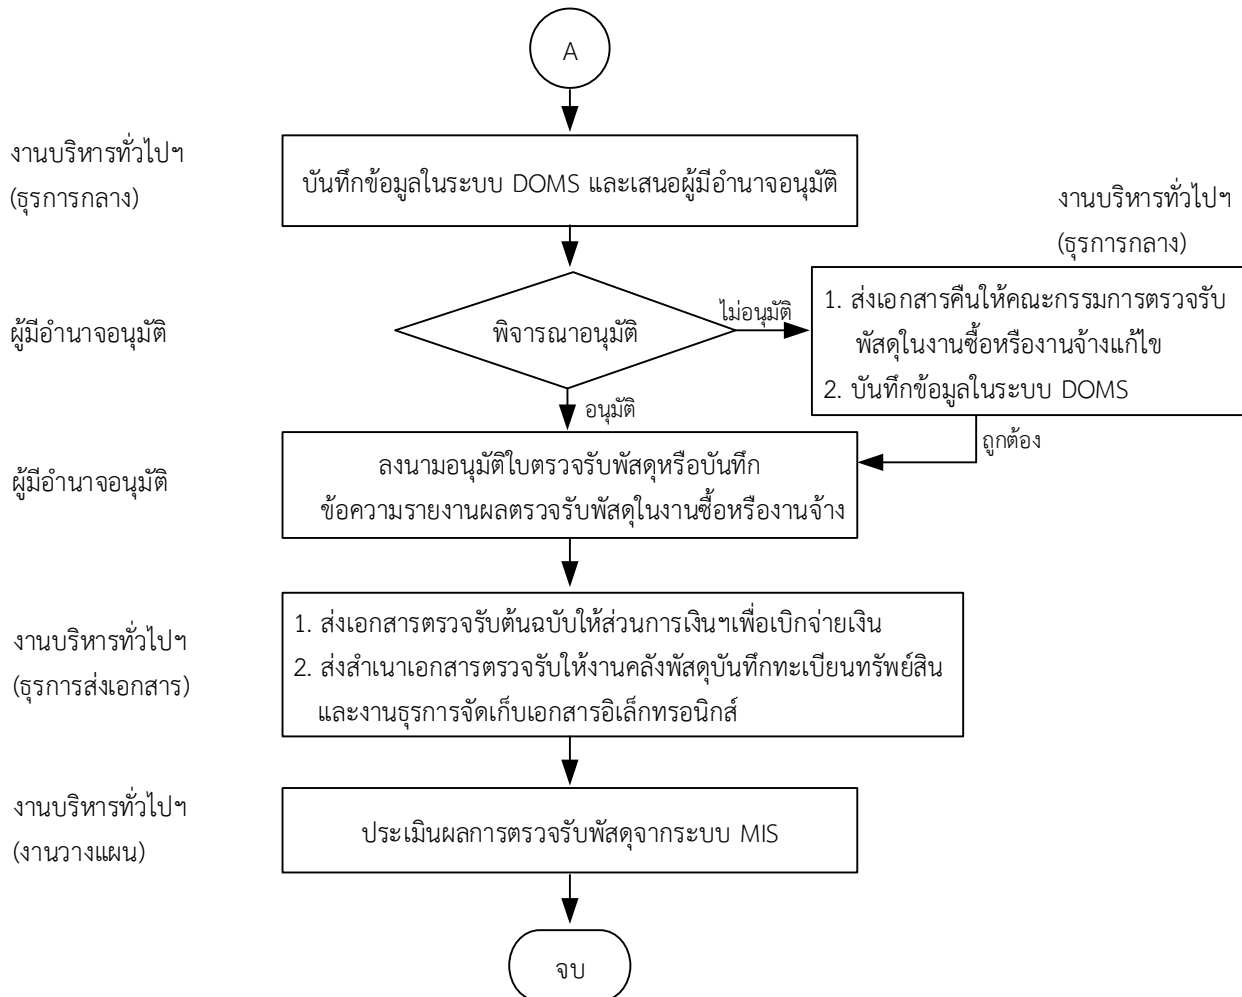 A
งานบริหารทั่วไปฯ
(ธุรการกลาง)
บันทึกข้อมูลในระบบ DOMS และเสนอผู้มีอำนาจอนุมัติ
งานบริหารทั่วไปฯ
(ธุรการกลาง)
ผู้มีอำนาจอนุมัติ
พิจารณาอนุมัติ
ไม่อนุมัติ
1. ส่งเอกสารคืนให้คณะกรรมการตรวจรับ
พัสดุในงานซื้อหรืองานจ้างแก้ไข
2. บันทึกข้อมูลในระบบ DOMS
อนุมัติ
ถูกต้อง
ผู้มีอำนาจอนุมัติ
ลงนามอนุมัติใบตรวจรับพัสดุหรือบันทึก
ข้อความรายงานผลตรวจรับพัสดุในงานซื้อหรืองานจ้าง
งานบริหารทั่วไปฯ
(ธุรการส่งเอกสาร)
1. ส่งเอกสารตรวจรับต้นฉบับให้ส่วนการเงินฯเพื่อเบิกจ่ายเงิน
2. ส่งสำเนาเอกสารตรวจรับให้งานคลังพัสดุบันทึกทะเบียนทรัพย์สิน
และงานธุรการจัดเก็บเอกสารอิเล็กทรอนิกส์
งานบริหารทั่วไปฯ
(งานวางแผน)
ประเมินผลการตรวจรับพัสดุจากระบบ MIS
จบ